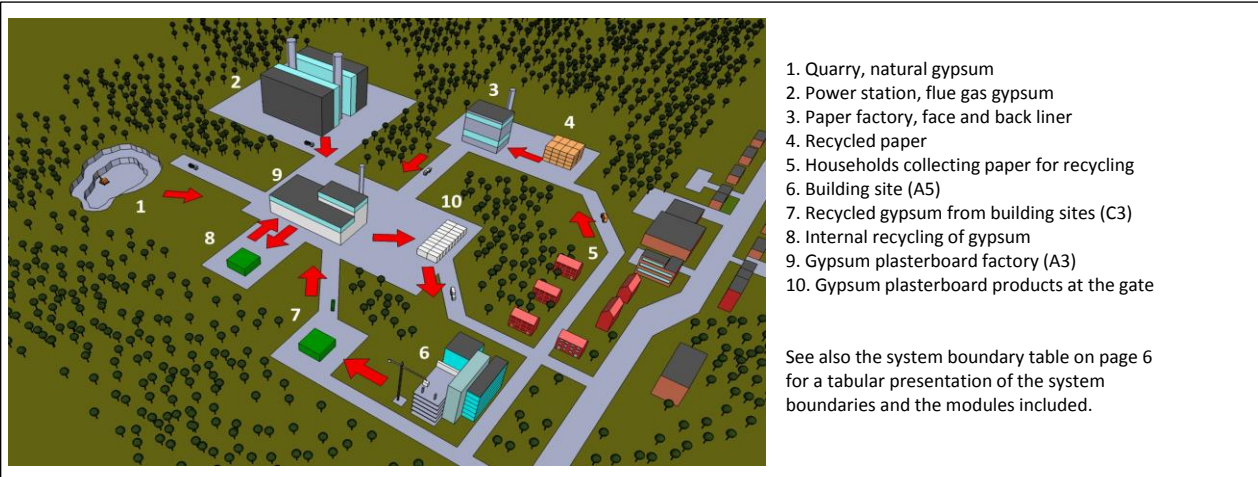 2
3
4
9
10
1
8
5
7
6
1. Quarry, natural gypsum
2. Power station, flue gas gypsum
3. Paper factory, face and back liner
4. Recycled paper
5. Households collecting paper for recycling
6. Building site (A5)
7. Recycled gypsum from building sites (C3)
8. Internal recycling of gypsum
9. Gypsum plasterboard factory (A3)
10. Gypsum plasterboard products at the gate
See also the system boundary table on page 6
for a tabular presentation of the system
boundaries and the modules included.